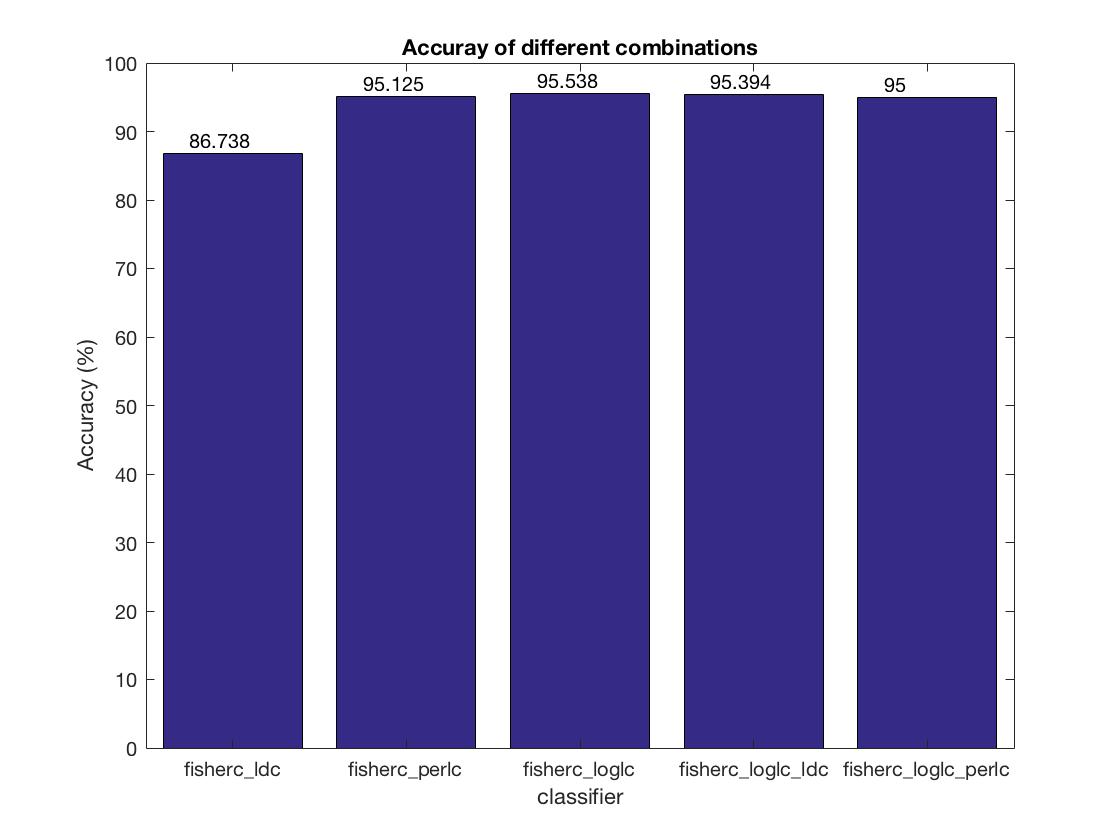 Accuray of different combinations
100
90
80
70
60
50
40
30
20
10
0
Accuracy (%)
86.738
95.125
95.538
95.394
95
fisherc_ldc
fisherc_perlc
fisherc_loglc
fisherc_loglc_ldc
fisherc_loglc_perlc
classifier